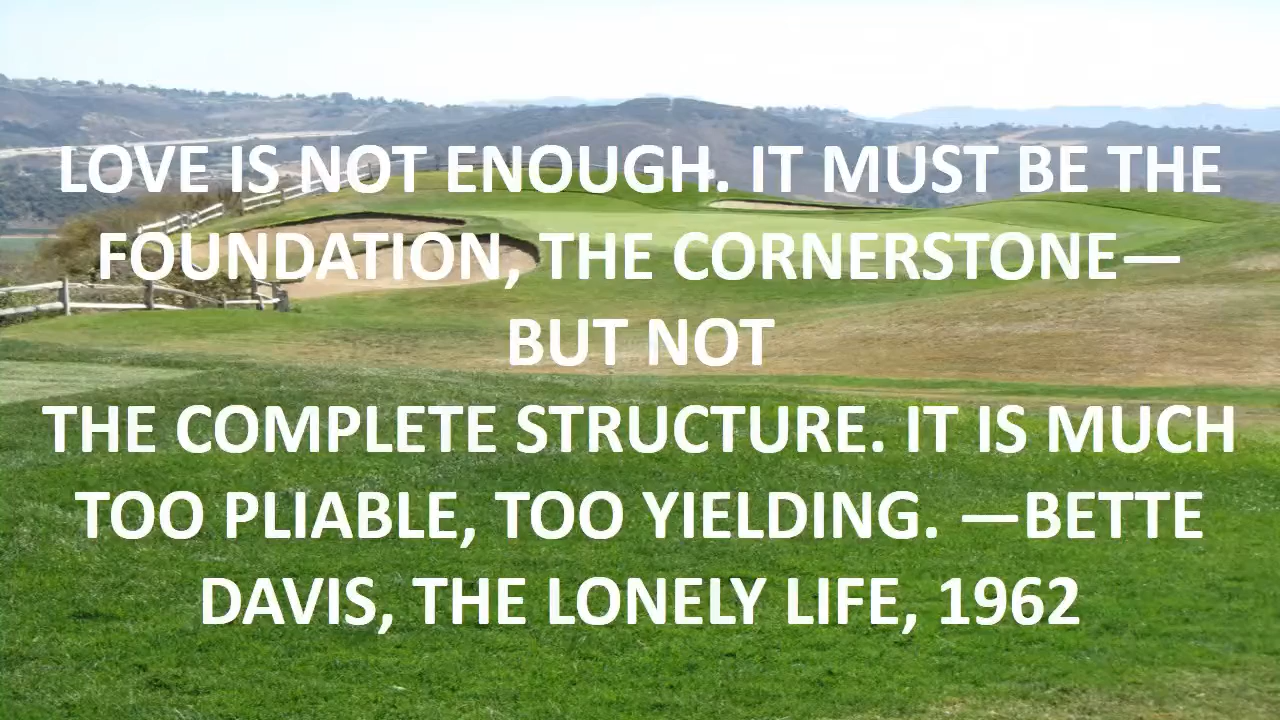 LOVE IS NOT ENOUGH. IT MUST BE THE
FOUNDATION, THE CORNERSTONE—
BUT NOT
THE COMPLETE STRUCTURE. IT IS MUCH
TOO PLIABLE, TOO YIELDING. —BETTE
DAVIS, THE LONELY LIFE, 1962